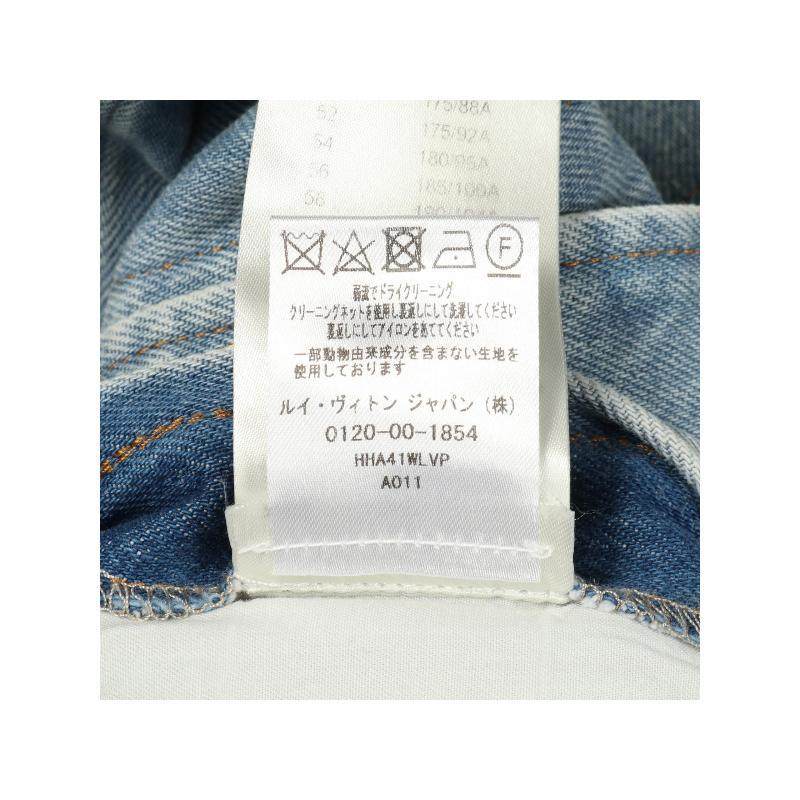 52 175/88A
54 175/92A
56 180/96A
58 185/100A
190/104A
F
弱流でドライクリーニング
クリーニングネットを使用し裏返しにして洗濯してください
裏返しにしてアイロンをあててください
一部動物由来成分を含まない生地を
使用しております
ルイ・ヴィトン ジャパン (株)
0120-00-1854
HHA41WLVP
A011